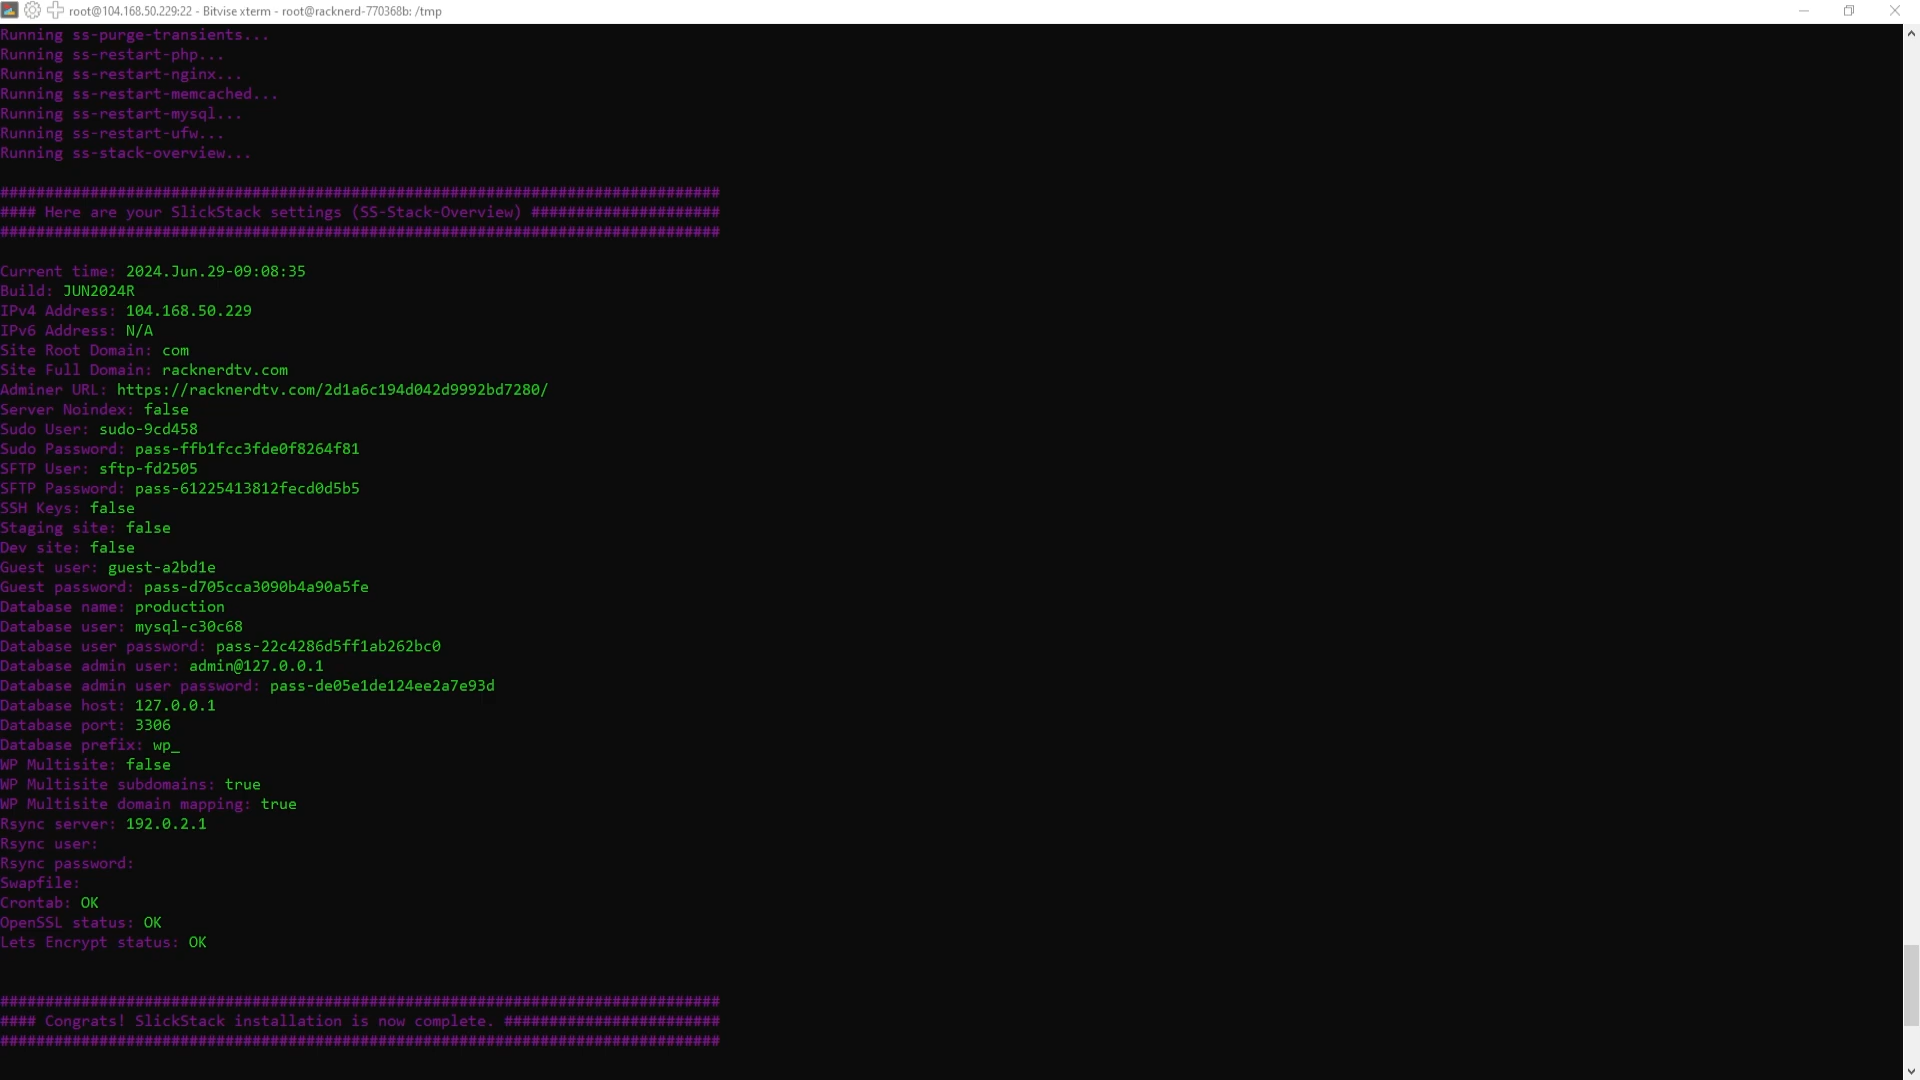 root@104.168.50.229:22 - Bitvise xterm - root@racknerd-770368b: /tmp
Running ss-purge-transients...
Running ss-restart-php...
Running ss-restart-nginx...
Running ss-restart-memcached...
Running ss-restart-mysql...
Running ss-restart-ufw...
Running ss-stack-overview...
################################################################################
#### Here are your SlickStack settings (SS-Stack-Overview) #####################
################################################################################
Current time: 2024.Jun.29-09:08:35
Build: JUN2024R
IPv4 Address: 104.168.50.229
IPv6 Address: N/A
Site Root Domain: com
Site Full Domain: racknerdtv.com
Adminer URL: https://racknerdtv.com/2d1a6c194d042d9992bd7280/
Server Noindex: false
Sudo User: sudo-9cd458
Sudo Password: pass-ffb1fcc3fde0f8264f81
SFTP User: sftp-fd2505
SFTP Password: pass-61225413812fecd0d5b5
SSH Keys: false
Staging site: false
Dev site: false
Guest user: guest-a2bd1e
Guest password: pass-d705cca3090b4a90a5fe
Database name: production
Database user: mysql-c30c68
Database user password: pass-22c4286d5ff1ab262bc0
Database admin user: admin@127.0.0.1
Database admin user password: pass-de05e1de124ee2a7e93d
Database host: 127.0.0.1
Database port: 3306
Database prefix: wp_
WP Multisite: false
WP Multisite subdomains: true
WP Multisite domain mapping: true
Rsync server: 192.0.2.1
Rsync user:
Rsync password:
Swapfile:
Crontab: OK
OpenSSL status: OK
Lets Encrypt status: OK
################################################################################
#### Congrats! SlickStack installation is now complete. ########################
################################################################################